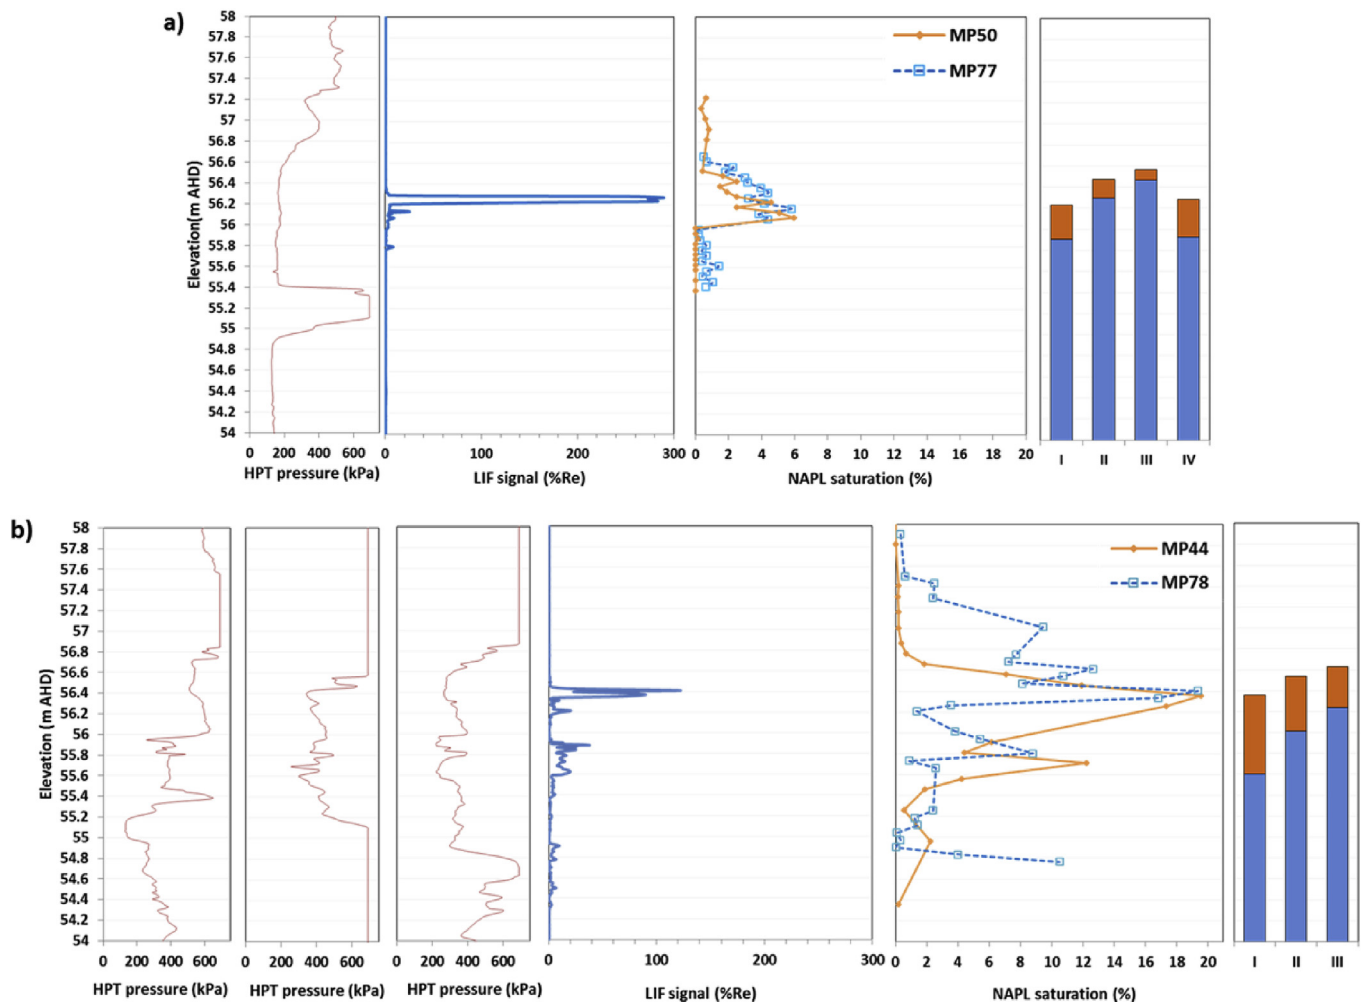 a)
58
57.8
57.6
57.4
57.2
57
56.8
56.6
56.4
56.2
56
55.8
55.6
55.4
55.2
55
54.8
54.6
54.4
54.2
54
Elevation(m AHD)
0 200 400 600
HPT pressure (kPa)
0 100 200 300
LIF signal (%Re)
MP50
MP77
0 2 4 6 8 10 12 14 16 18 20
NAPL saturation (%)
I II III IV
b)
58
57.8
57.6
57.4
57.2
57
56.8
56.6
56.4
56.2
56
55.8
55.6
55.4
55.2
55
54.8
54.6
54.4
54.2
54
Elevation (m AHD)
0 200 400 600
HPT pressure (kPa)
0 200 400 600
HPT pressure (kPa)
0 200 400 600
HPT pressure (kPa)
0 100 200 300
LIF signal (%Re)
MP44
MP78
0 2 4 6 8 10 12 14 16 18 20
NAPL saturation (%)
I II III